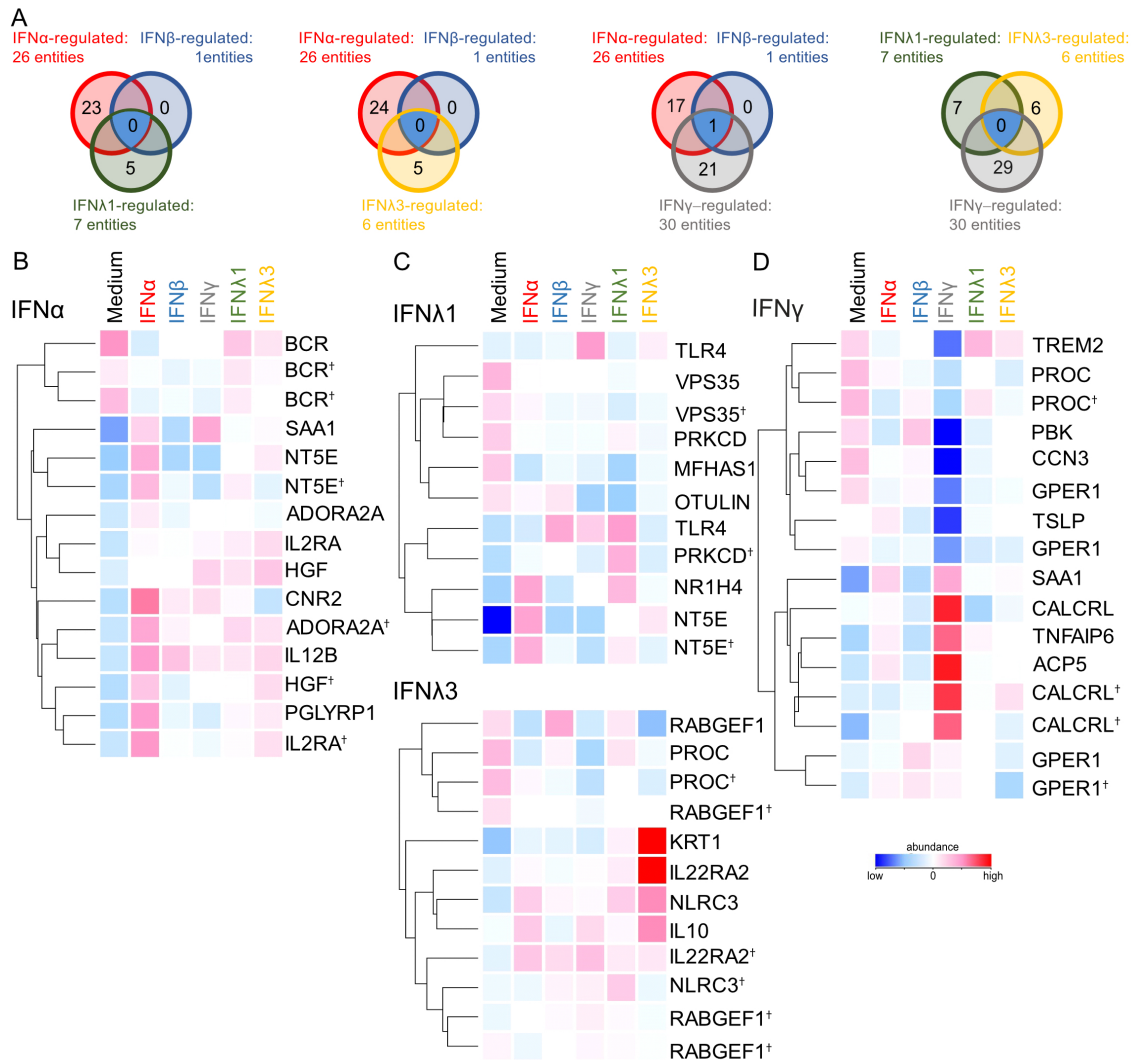 A
IFNα-regulated:
26 entities
IFNβ-regulated:
1entities
23
0
0
5
IFNλ1-regulated:
7 entities
IFNα-regulated:
26 entities
IFNβ-regulated:
1 entities
24
0
0
5
IFNλ3-regulated:
6 entities
IFNα-regulated:
26 entities
IFNβ-regulated:
1 entities
17
0
1
21
IFNγ–regulated:
30 entities
IFNλ1-regulated:
7 entities
IFNλ3-regulated:
6 entities
7
6
0
29
IFNγ–regulated:
30 entities
B
IFNα
Medium
IFNα
IFNβ
IFNγ
IFNλ1
IFNλ3
BCR
BCR†
BCR†
SAA1
NT5E
NT5E†
ADORA2A
IL2RA
HGF
CNR2
ADORA2A†
IL12B
HGF†
PGLYRP1
IL2RA†
C
IFNλ1
Medium
IFNα
IFNβ
IFNγ
IFNλ1
IFNλ3
TLR4
VPS35
VPS35†
PRKCD
MFHAS1
OTULIN
TLR4
PRKCD†
NR1H4
NT5E
NT5E†
IFNλ3
RABGEF1
PROC
PROC†
RABGEF1†
KRT1
IL22RA2
NLRC3
IL10
IL22RA2†
NLRC3†
RABGEF1†
RABGEF1†
D
IFNγ
Medium
IFNα
IFNβ
IFNγ
IFNλ1
IFNλ3
TREM2
PROC
PROC†
PBK
CCN3
GPER1
TSLP
GPER1
SAA1
CALCRL
TNFAIP6
ACP5
CALCRL†
CALCRL†
GPER1
GPER1†
abundance
low
0
high